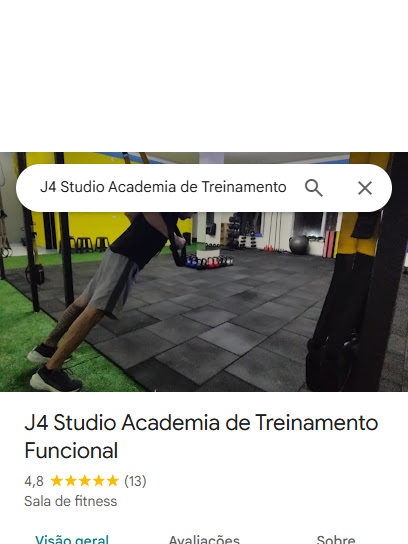 J4 Studio Academia de Treinamento
J4 Studio Academia de Treinamento
Funcional
4,8 ★★★★★ (13)
Sala de fitness
Visão geral Avaliações Sobre